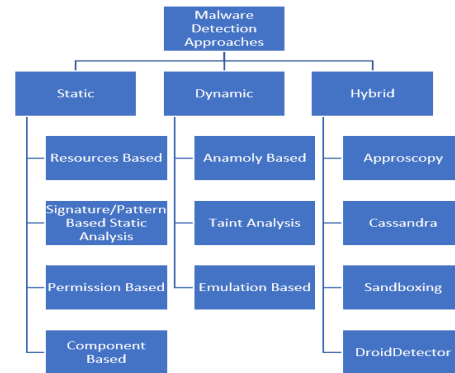 Malware
Detection
Approaches
Static
Dynamic
Hybrid
Resources Based
Anamoly Based
Approscopy
Signature/Pattern
Based Static
Analysis
Taint Analysis
Cassandra
Permission Based
Emulation Based
Sandboxing
Component
Based
DroidDetector